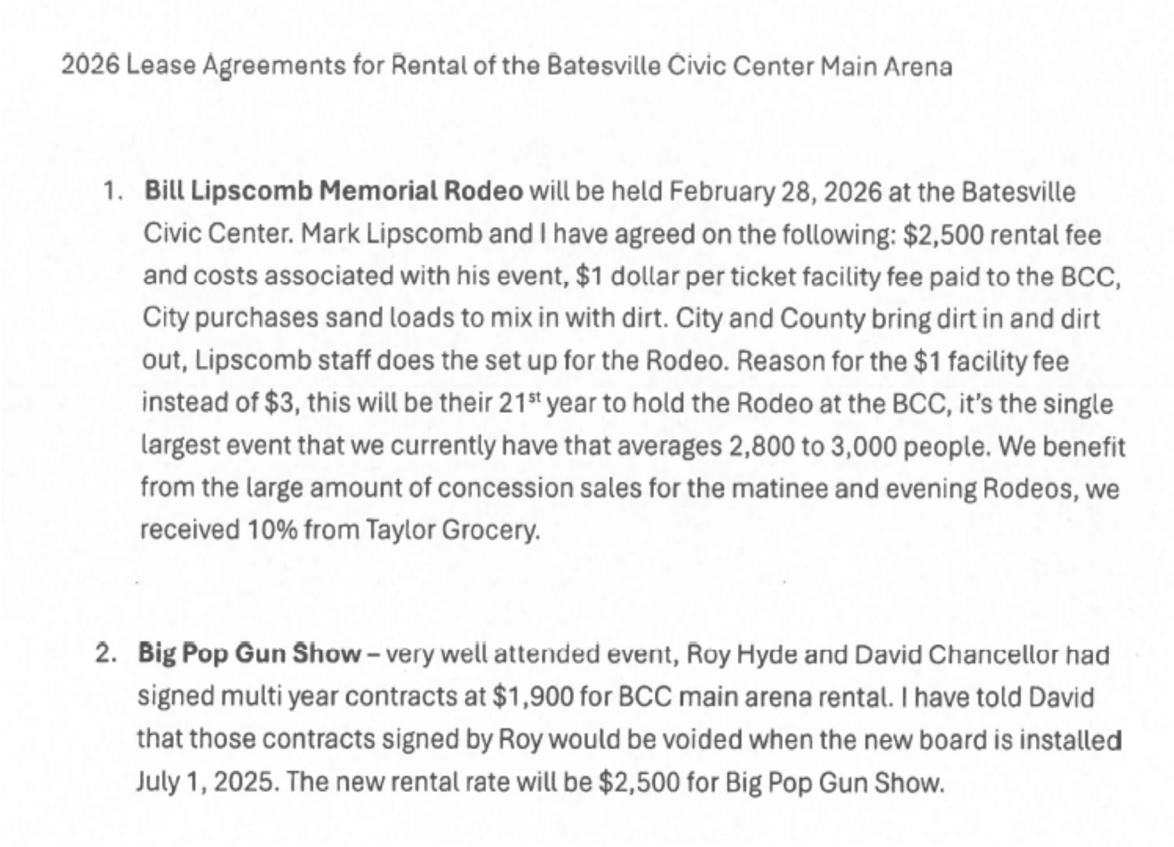 2026 Lease Agreements for Rental of the Batesville Civic Center Main Arena
1. Bill Lipscomb Memorial Rodeo will be held February 28, 2026 at the Batesville
Civic Center. Mark Lipscomb and I have agreed on the following: $2,500 rental fee
and costs associated with his event, $1 dollar per ticket facility fee paid to the BCC,
City purchases sand loads to mix in with dirt. City and County bring dirt in and dirt
out, Lipscomb staff does the set up for the Rodeo. Reason for the $1 facility fee
instead of $3, this will be their 21st year to hold the Rodeo at the BCC, it's the single
largest event that we currently have that averages 2,800 to 3,000 people. We benefit
from the large amount of concession sales for the matinee and evening Rodeos, we
received 10% from Taylor Grocery.
2. Big Pop Gun Show – very well attended event, Roy Hyde and David Chancellor had
signed multi year contracts at $1,900 for BCC main arena rental. I have told David
that those contracts signed by Roy would be voided when the new board is installed
July 1, 2025. The new rental rate will be $2,500 for Big Pop Gun Show.